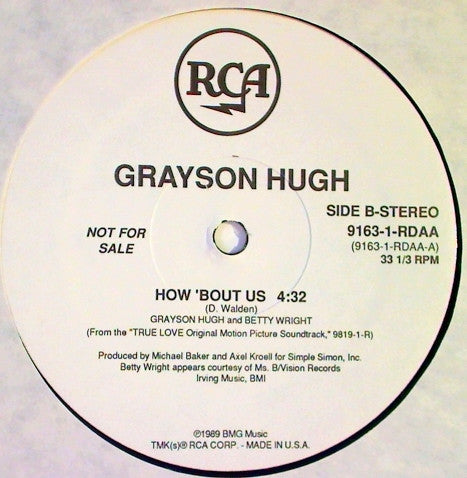 RCA
GRAYSON HUGH
SIDE B-STEREO
NOT FOR
SALE
9163-1-RDAA
(9163-1-RDAA-A)
33 1/3 RPM
HOW 'BOUT US 4:32
(D. Walden)
GRAYSON HUGH and BETTY WRIGHT
(From the "TRUE LOVE Original Motion Picture Soundtrack," 9819-1-R)
Produced by Michael Baker and Axel Kroell for Simple Simon, Inc.
Betty Wright appears courtesy of Ms. B/Vision Records
Irving Music, BMI
℗1989 BMG Music
TMK(s)® RCA CORP. - MADE IN U.S.A.